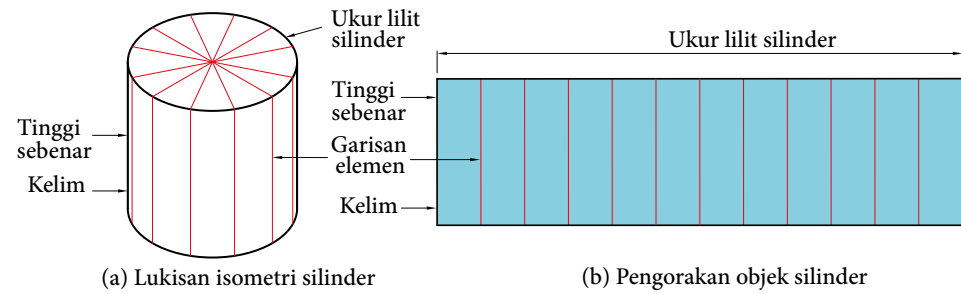 Ukur lilit
silinder
Tinggi
sebenar
Kelim
Garisan
elemen
(a) Lukisan isometri silinder
Ukur lilit silinder
Tinggi
sebenar
Kelim
(b) Pengorakan objek silinder